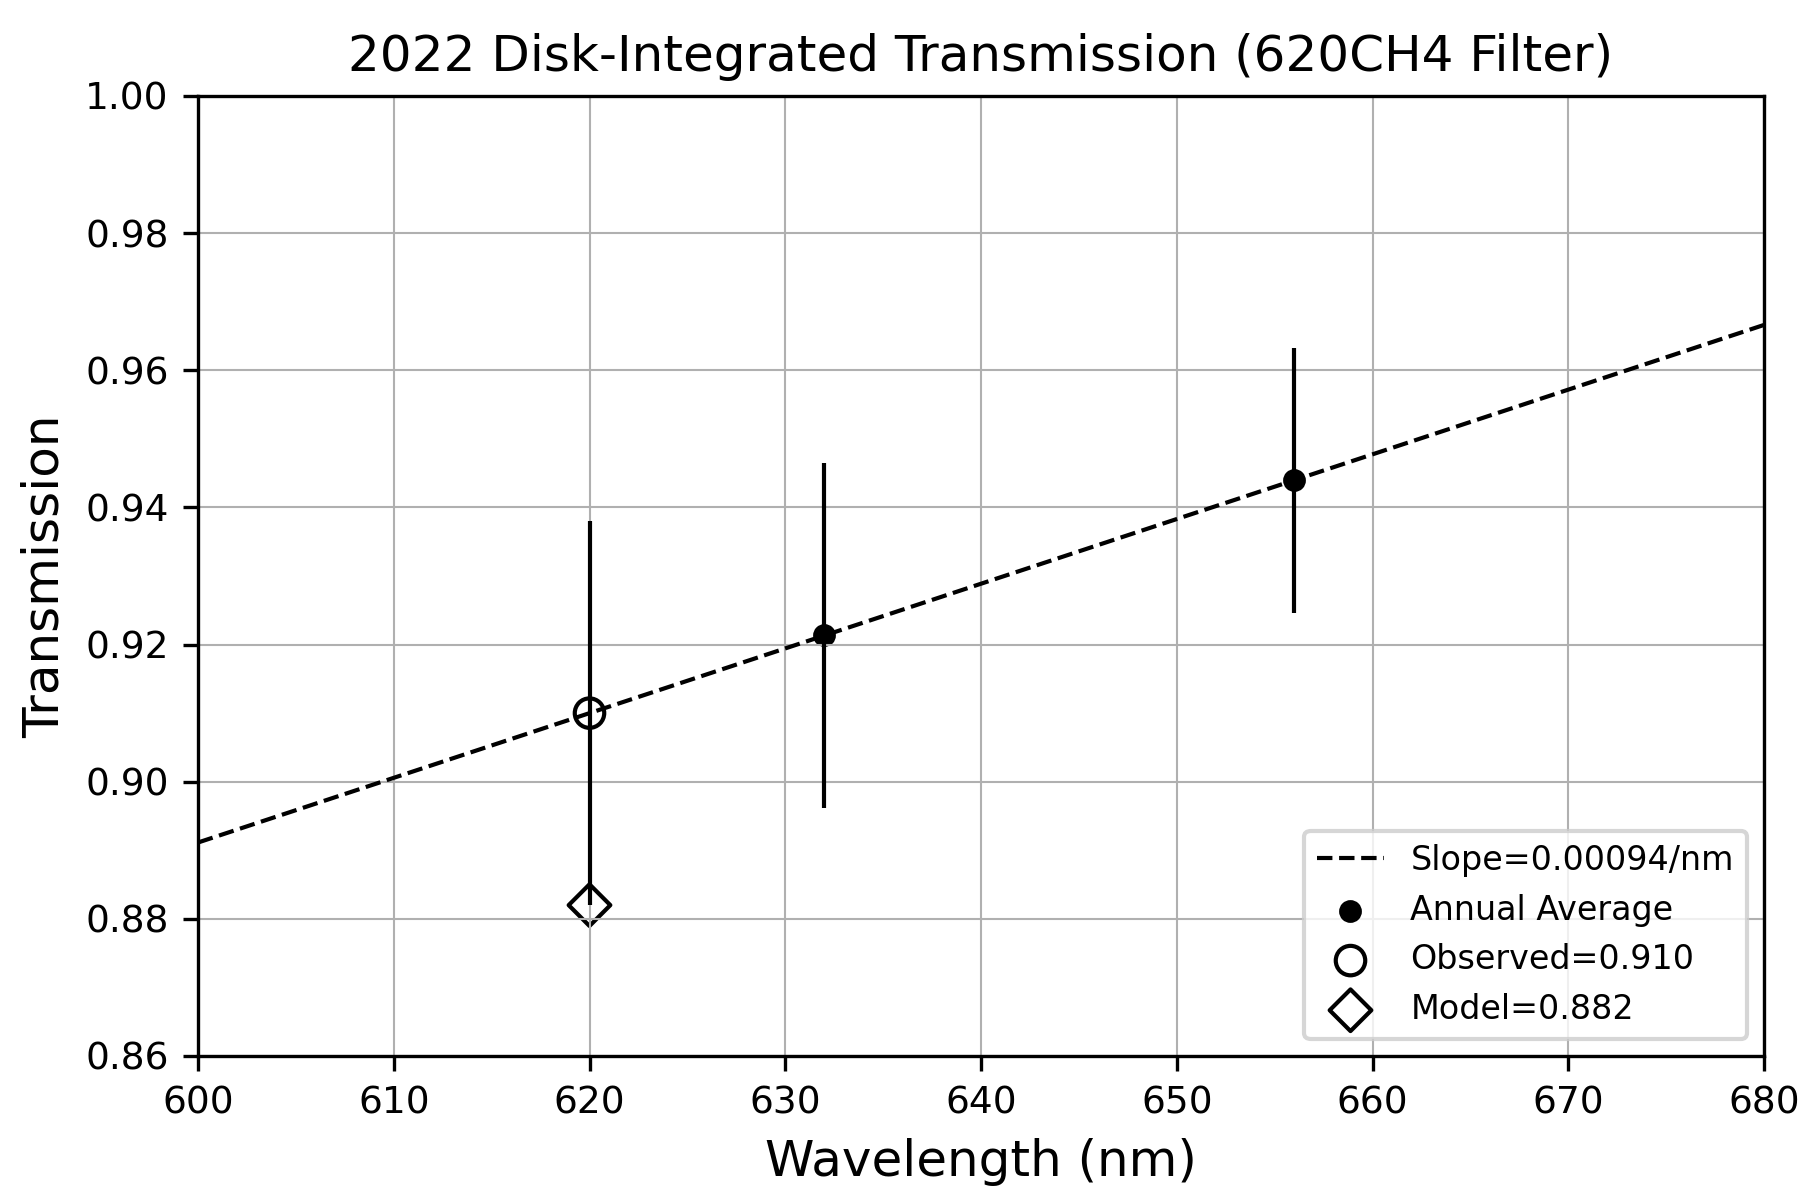 2022 Disk-Integrated Transmission (620CH4 Filter)
1.00
0.98
0.96
0.94
0.92
0.90
0.88
0.86
Transmission
600 610 620 630 640 650 660 670 680
Wavelength (nm)
Slope=0.00094/nm
Annual Average
Observed=0.910
Model=0.882